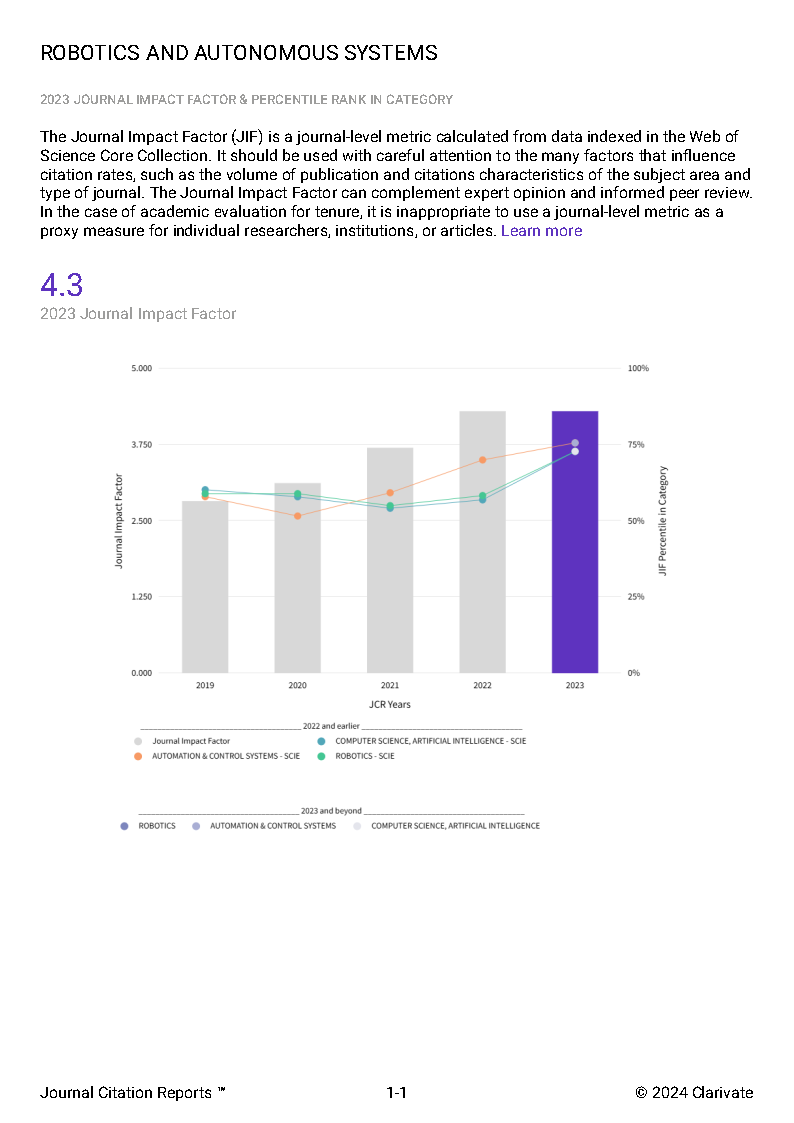 ROBOTICS AND AUTONOMOUS SYSTEMS
2023 JOURNAL IMPACT FACTOR & PERCENTILE RANK IN CATEGORY
The Journal Impact Factor (JIF) is a journal-level metric calculated from data indexed in the Web of
Science Core Collection. It should be used with careful attention to the many factors that influence
citation rates, such as the volume of publication and citations characteristics of the subject area and
type of journal. The Journal Impact Factor can complement expert opinion and informed peer review.
In the case of academic evaluation for tenure, it is inappropriate to use a journal-level metric as a
proxy measure for individual researchers, institutions, or articles. Learn more
4.3
2023 Journal Impact Factor
5.000
100%
3.750
75%
2.500
50%
1.250
25%
0.000
0%
Journal Impact Factor
JIF Percentile in Category
2019
2020
2021
2022
2023
JCR Years
2022 and earlier
Journal Impact Factor
COMPUTER SCIENCE, ARTIFICIAL INTELLIGENCE - SCIE
AUTOMATION & CONTROL SYSTEMS - SCIE
ROBOTICS - SCIE
2023 and beyond
ROBOTICS
AUTOMATION & CONTROL SYSTEMS
COMPUTER SCIENCE, ARTIFICIAL INTELLIGENCE
Journal Citation Reports ™
1-1
© 2024 Clarivate